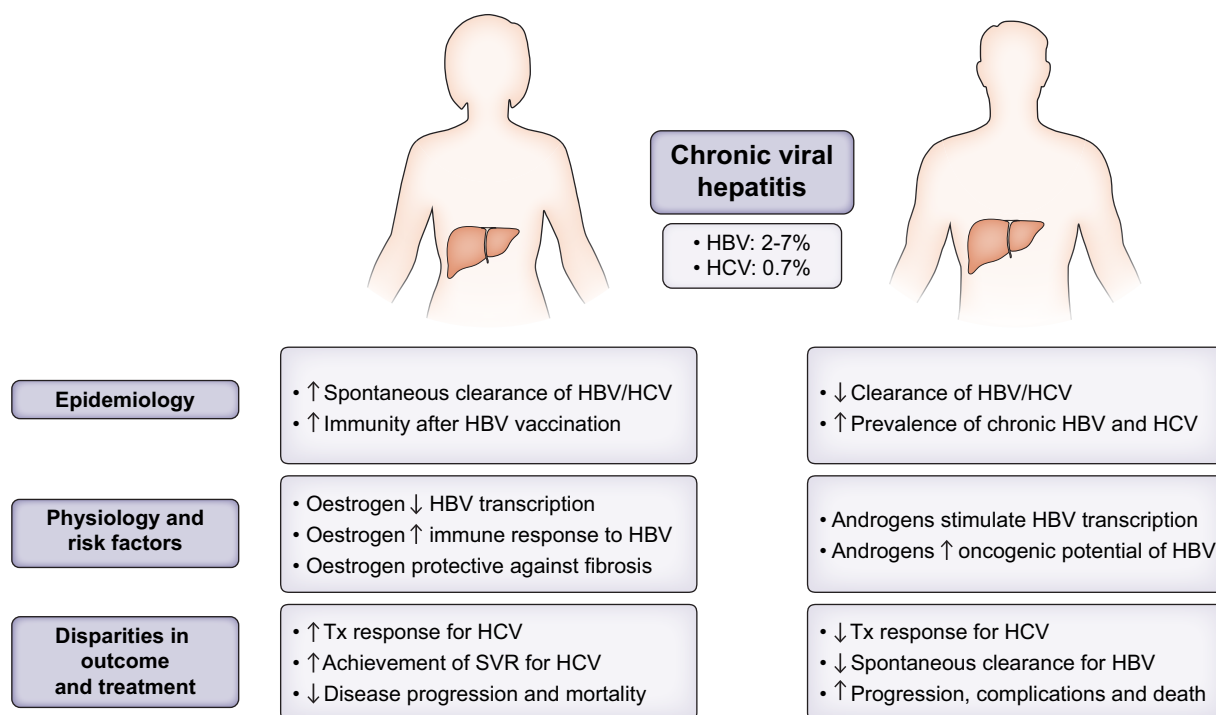 Chronic viral
hepatitis
• HBV: 2-7%
• HCV: 0.7%
Epidemiology
• ↑ Spontaneous clearance of HBV/HCV
• ↑ Immunity after HBV vaccination
• ↓ Clearance of HBV/HCV
• ↑ Prevalence of chronic HBV and HCV
Physiology and
risk factors
• Oestrogen ↓ HBV transcription
• Oestrogen ↑ immune response to HBV
• Oestrogen protective against fibrosis
• Androgens stimulate HBV transcription
• Androgens ↑ oncogenic potential of HBV
Disparities in
outcome
and treatment
• ↑ Tx response for HCV
• ↑ Achievement of SVR for HCV
• ↓ Disease progression and mortality
• ↓ Tx response for HCV
• ↓ Spontaneous clearance for HBV
• ↑ Progression, complications and death